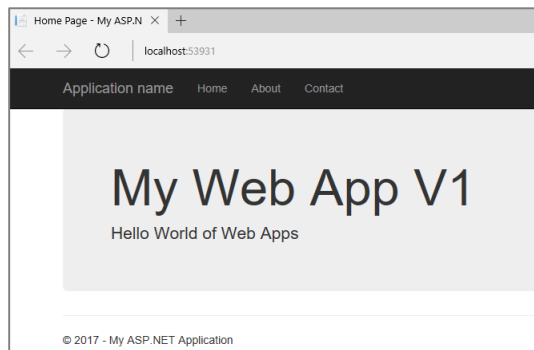 Home Page - My ASP.N
localhost:53931
Application name Home About Contact
My Web App V1
Hello World of Web Apps
© 2017 - My ASP.NET Application